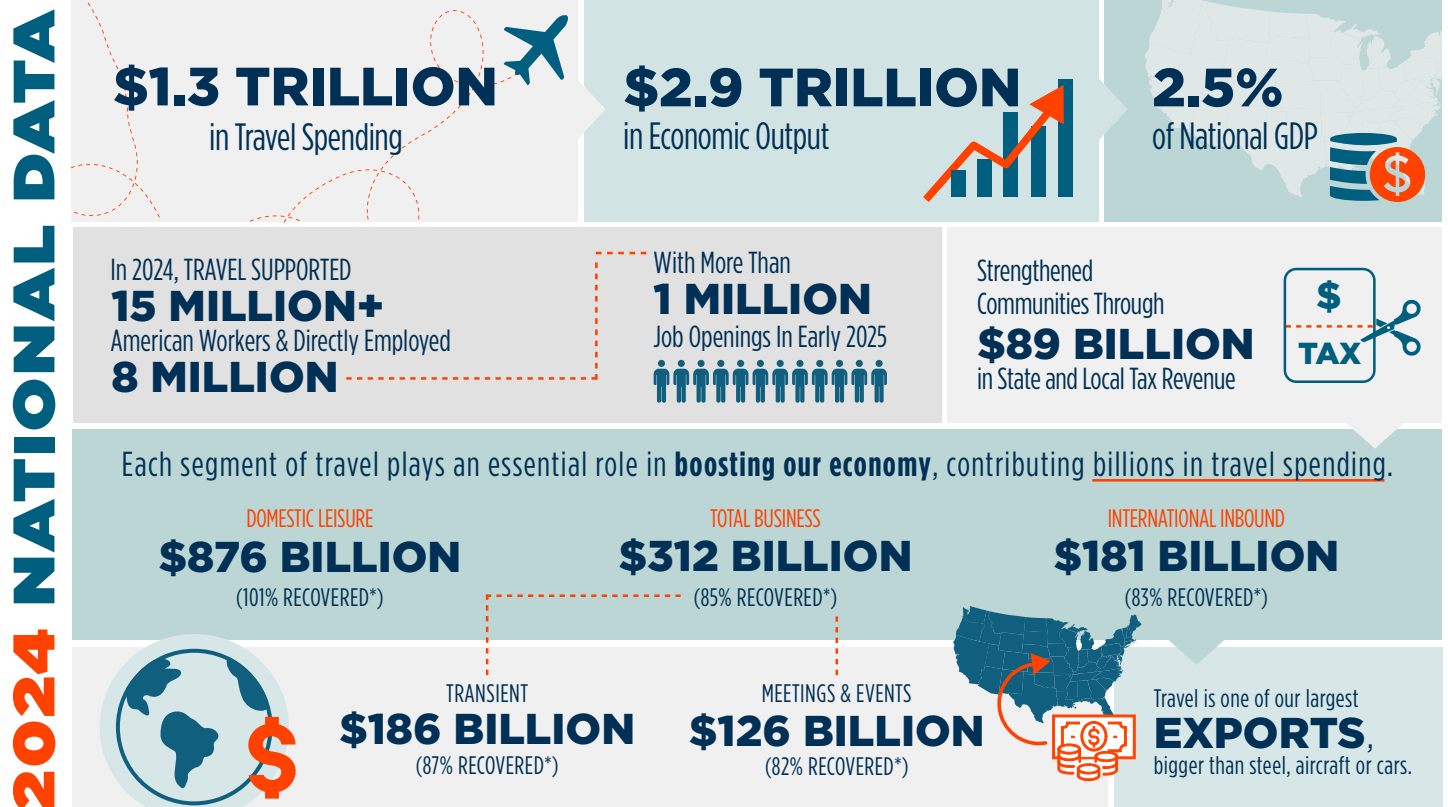 2024 NATIONAL DATA
$1.3 TRILLION
in Travel Spending
$2.9 TRILLION
in Economic Output
2.5%
of National GDP
$
In 2024, TRAVEL SUPPORTED
15 MILLION+
American Workers & Directly Employed
8 MILLION
With More Than
1 MILLION
Job Openings In Early 2025
Strengthened
Communities Through
$89 BILLION
in State and Local Tax Revenue
$
TAX
Each segment of travel plays an essential role in boosting our economy, contributing billions in travel spending.
DOMESTIC LEISURE
$876 BILLION
(101% RECOVERED*)
TOTAL BUSINESS
$312 BILLION
(85% RECOVERED*)
INTERNATIONAL INBOUND
$181 BILLION
(83% RECOVERED*)
$
TRANSIENT
$186 BILLION
(87% RECOVERED*)
MEETINGS & EVENTS
$126 BILLION
(82% RECOVERED*)
$
Travel is one of our largest
EXPORTS,
bigger than steel, aircraft or cars.